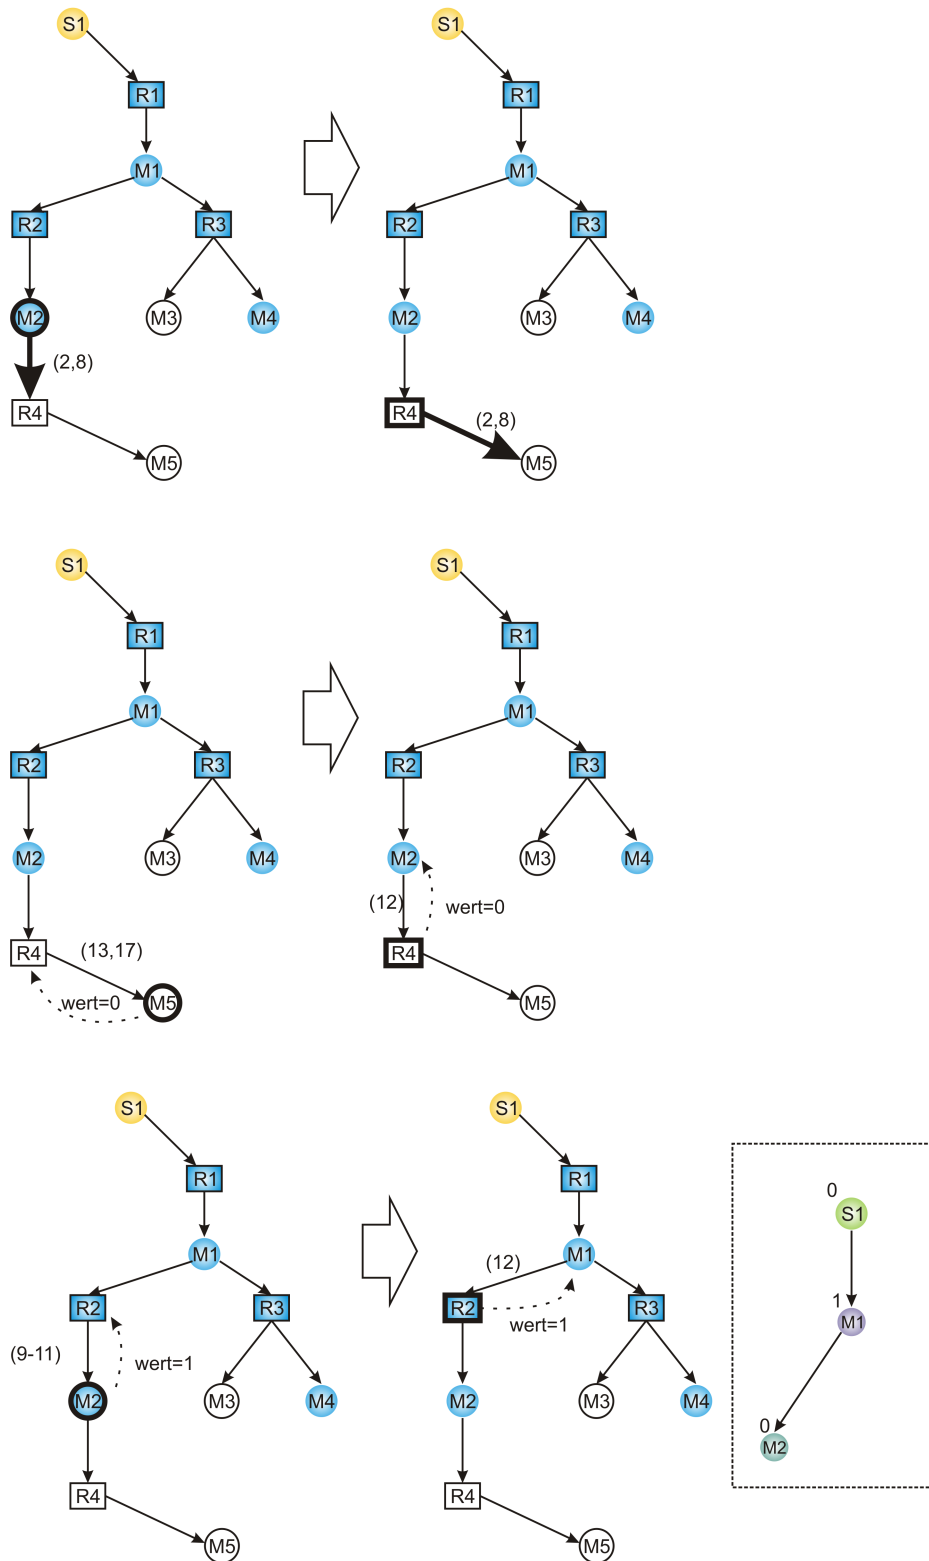 S1 S1
R1 R1
M1 M1
R2 R3 R2 R3
M2 M3 M4 M2 M3 M4
(2,8)
R4 R4 (2,8)
M5 M5
S1 S1
R1 R1
M1 M1
R2 R3 R2 R3
M2 M3 M4 M2 M3 M4
(12) wert=0
R4 (13,17) R4
wert=0 M5 M5
S1 S1
R1 R1
0
S1
M1 (12) M1
R2 R3 R2 wert=1 R3
1
M1
(9-11) wert=1
M2 M3 M4 M2 M3 M4
0
M2
R4 R4
M5 M5